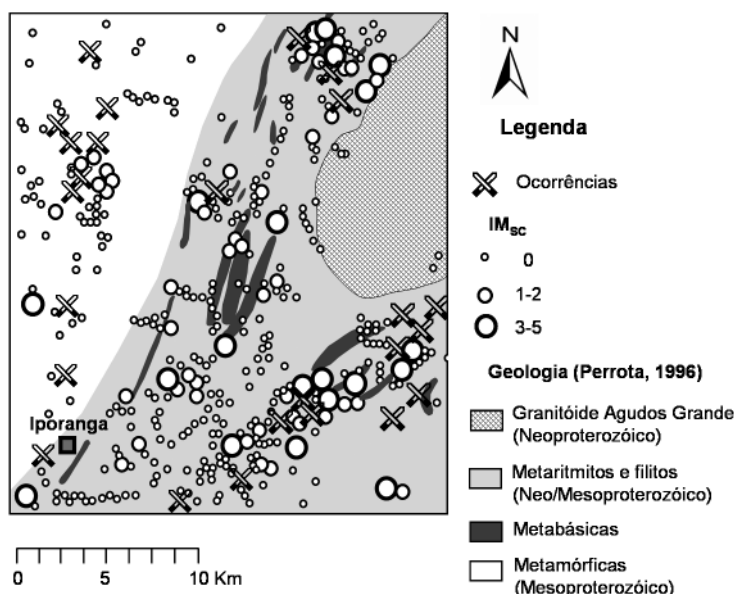 N
Legenda
Ocorrências
IMsc
0
1-2
3-5
Geologia (Perrota, 1996)
Granitóide Agudos Grande
(Neoproterozóico)
Metaritmitos e filitos
(Neo/Mesoproterozóico)
Metabásicas
Metamórficas
(Mesoproterozóico)
Iporanga
0 5 10 Km